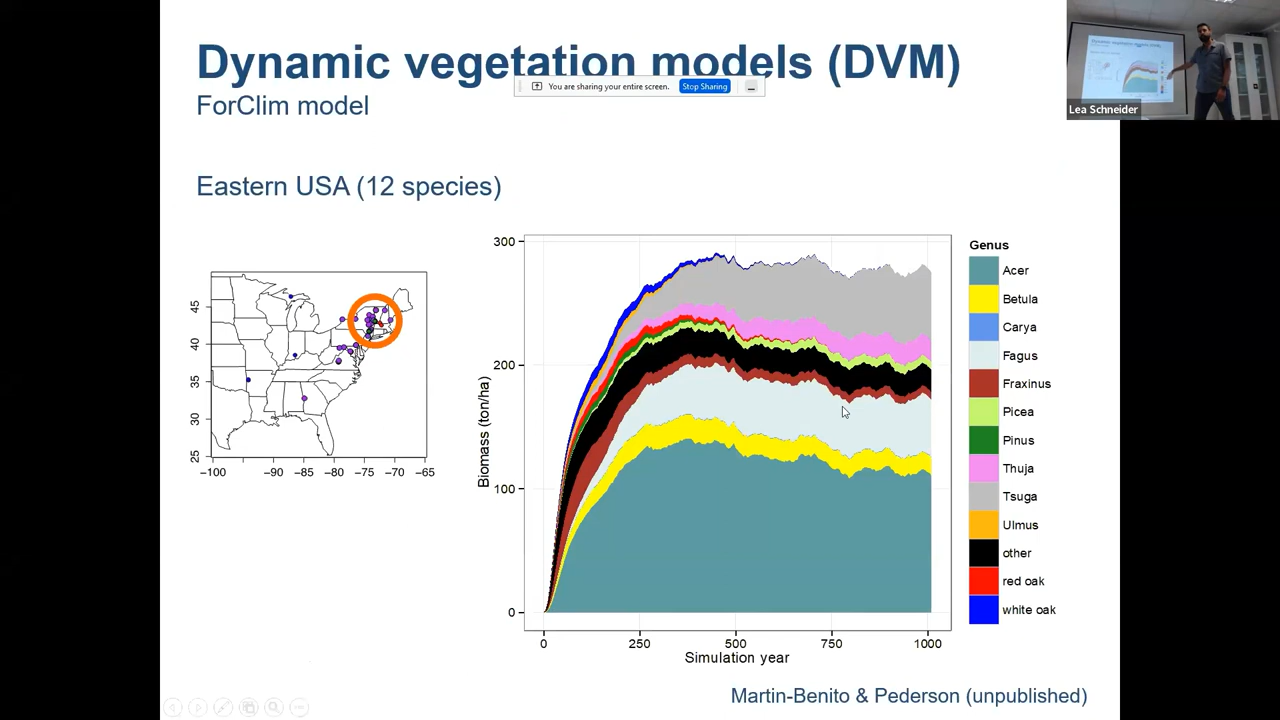 Dynamic vegetation models (DVM)
You are sharing your entire screen.
Stop Sharing
ForClim model
Lea Schneider
Eastern USA (12 species)
45
40
35
30
25
−100
−90
−85
−80
−75
−70
−65
300
200
100
0
Biomass (ton/ha)
0
250
500
750
1000
Simulation year
Genus
Acer
Betula
Carya
Fagus
Fraxinus
Picea
Pinus
Thuja
Tsuga
Ulmus
other
red oak
white oak
Martin-Benito & Pederson (unpublished)